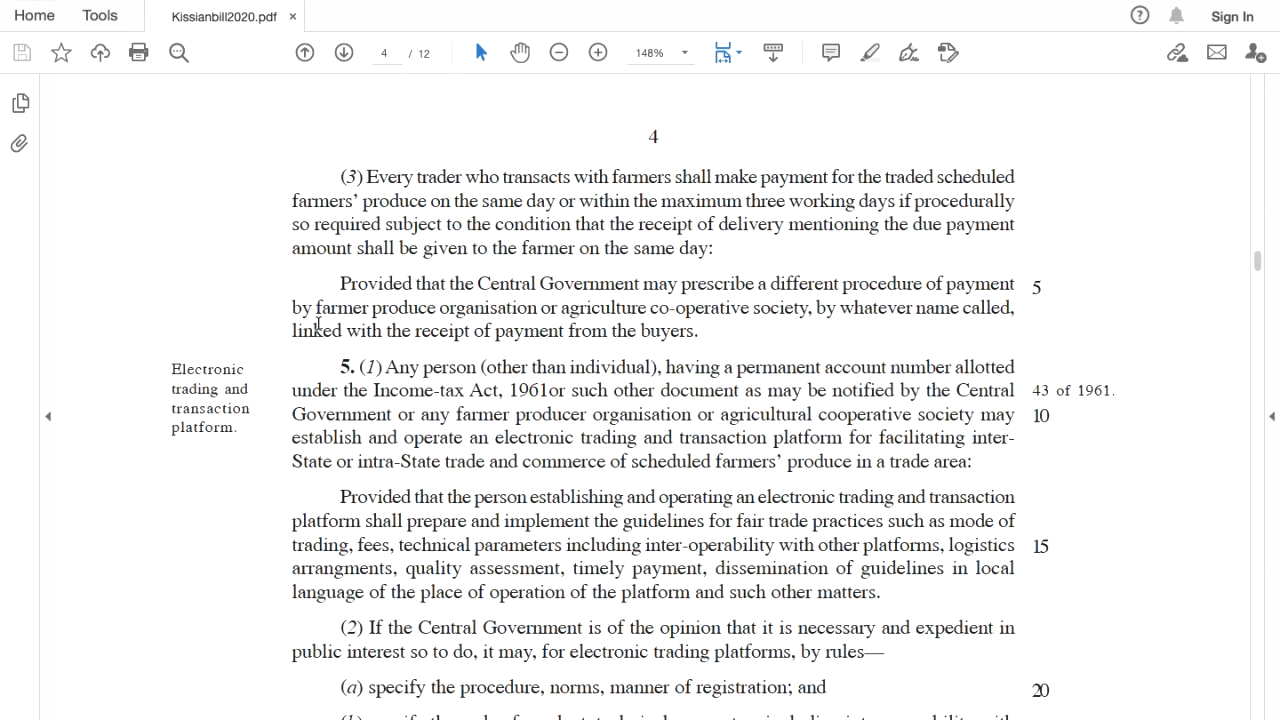 Home Tools Kissianbill2020.pdf × Sign In
4 / 12 148%
4
(3) Every trader who transacts with farmers shall make payment for the traded scheduled
farmers’ produce on the same day or within the maximum three working days if procedurally
so required subject to the condition that the receipt of delivery mentioning the due payment
amount shall be given to the farmer on the same day:
Provided that the Central Government may prescribe a different procedure of payment 5
by farmer produce organisation or agriculture co-operative society, by whatever name called,
linked with the receipt of payment from the buyers.
Electronic
trading and
transaction
platform.
5. (1) Any person (other than individual), having a permanent account number allotted
under the Income-tax Act, 1961or such other document as may be notified by the Central 43 of 1961.
Government or any farmer producer organisation or agricultural cooperative society may 10
establish and operate an electronic trading and transaction platform for facilitating inter-
State or intra-State trade and commerce of scheduled farmers’ produce in a trade area:
Provided that the person establishing and operating an electronic trading and transaction
platform shall prepare and implement the guidelines for fair trade practices such as mode of
trading, fees, technical parameters including inter-operability with other platforms, logistics 15
arrangments, quality assessment, timely payment, dissemination of guidelines in local
language of the place of operation of the platform and such other matters.
(2) If the Central Government is of the opinion that it is necessary and expedient in
public interest so to do, it may, for electronic trading platforms, by rules—
(a) specify the procedure, norms, manner of registration; and 20